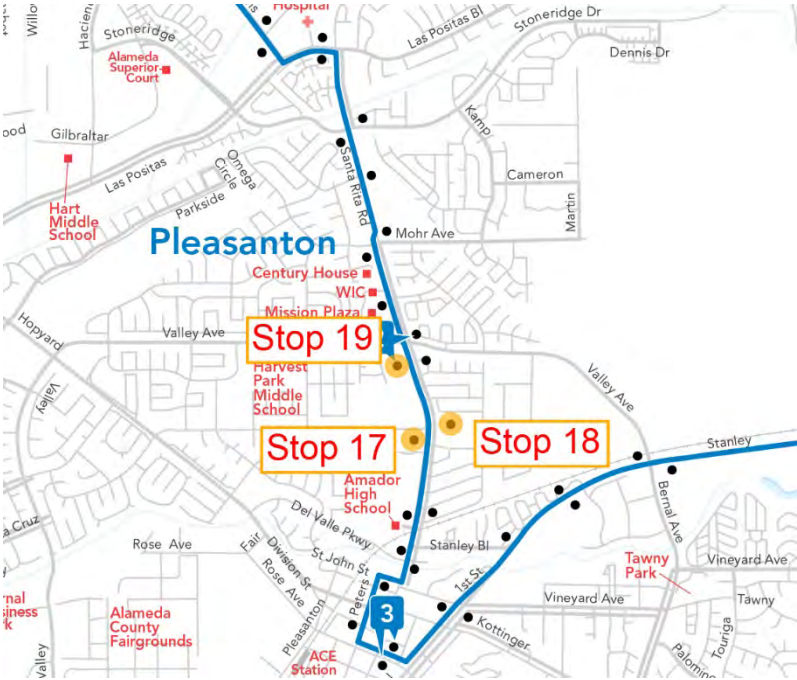 Hospital
Willow
Hacien
Stoneridge
Alameda
Superior
Court
Las Positas Bl
Stoneridge Dr
Dennis Dr
Gilbraltar
Las Positas
Omega
Circle
Parkside
Hart
Middle
School
Santa Rita Rd
Kamp
Cameron
Martin
Mohr Ave
Pleasanton
Century House
WIC
Mission Plaza
Hopyard
Valley Ave
Stop 19
Harvest
Park
Middle
School
Valley
Valley Ave
Stop 17
Stop 18
Stanley
Amador
High
School
Del Valle Pkwy
Bernal Ave
a Cruz
Rose Ave
Fair
Division St
Rose Ave
St John St
Stanley Bl
1st St
Peters
Pleasanton
Tawny
Park
Vineyard Ave
Vineyard Ave
Tawny
Touriga
Palomino
Kottinger
3
Alameda
County
Fairgrounds
ACE
Station
Valley